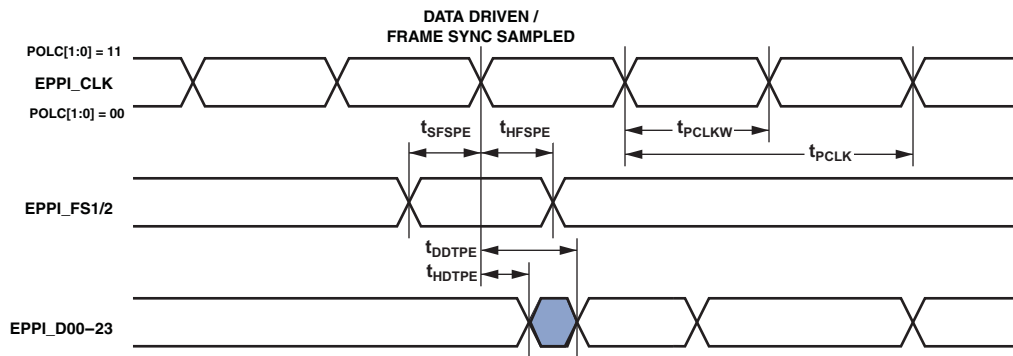 DATA DRIVEN /
FRAME SYNC SAMPLED
POLC[1:0] = 11
EPPI_CLK
POLC[1:0] = 00
tSFSPE
tHFSPE
tPCLKW
tPCLK
EPPI_FS1/2
tDDTPE
tHDTPE
EPPI_D00–23